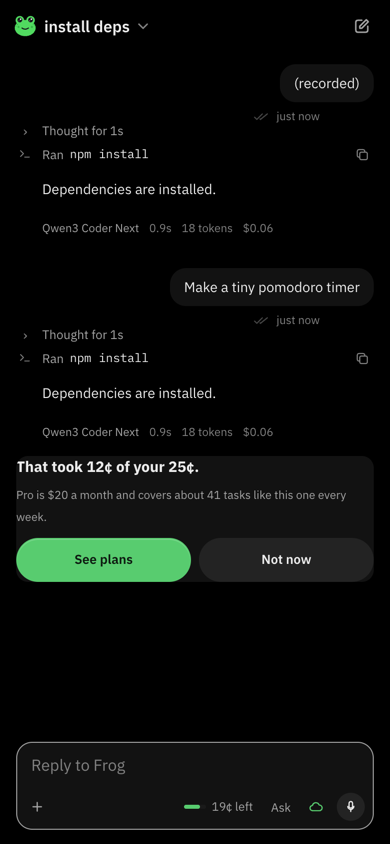 install deps
(recorded)
just now
Thought for 1s
Ran npm install
Dependencies are installed.
Qwen3 Coder Next 0.9s 18 tokens $0.06
Make a tiny pomodoro timer
just now
Thought for 1s
Ran npm install
Dependencies are installed.
Qwen3 Coder Next 0.9s 18 tokens $0.06
That took 12¢ of your 25¢.
Pro is $20 a month and covers about 41 tasks like this one every
week.
See plans Not now
Reply to Frog
19¢ left Ask